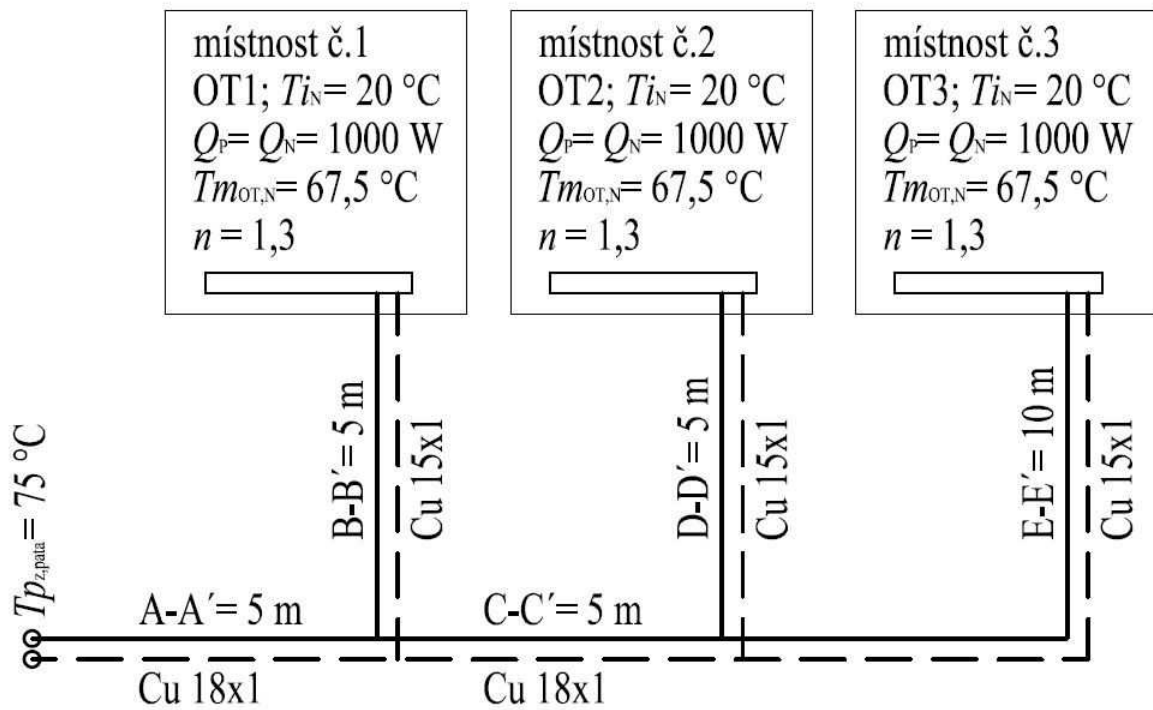 místnost č.1
OT1; TiN= 20 °C
QP= QN= 1000 W
TmOT,N= 67,5 °C
n = 1,3
místnost č.2
OT2; TiN= 20 °C
QP= QN= 1000 W
TmOT,N= 67,5 °C
n = 1,3
místnost č.3
OT3; TiN= 20 °C
QP= QN= 1000 W
TmOT,N= 67,5 °C
n = 1,3
Tpz,pata= 75 °C
B-B´= 5 m
Cu 15x1
D-D´= 5 m
Cu 15x1
E-E´= 10 m
Cu 15x1
A-A´= 5 m
C-C´= 5 m
Cu 18x1
Cu 18x1